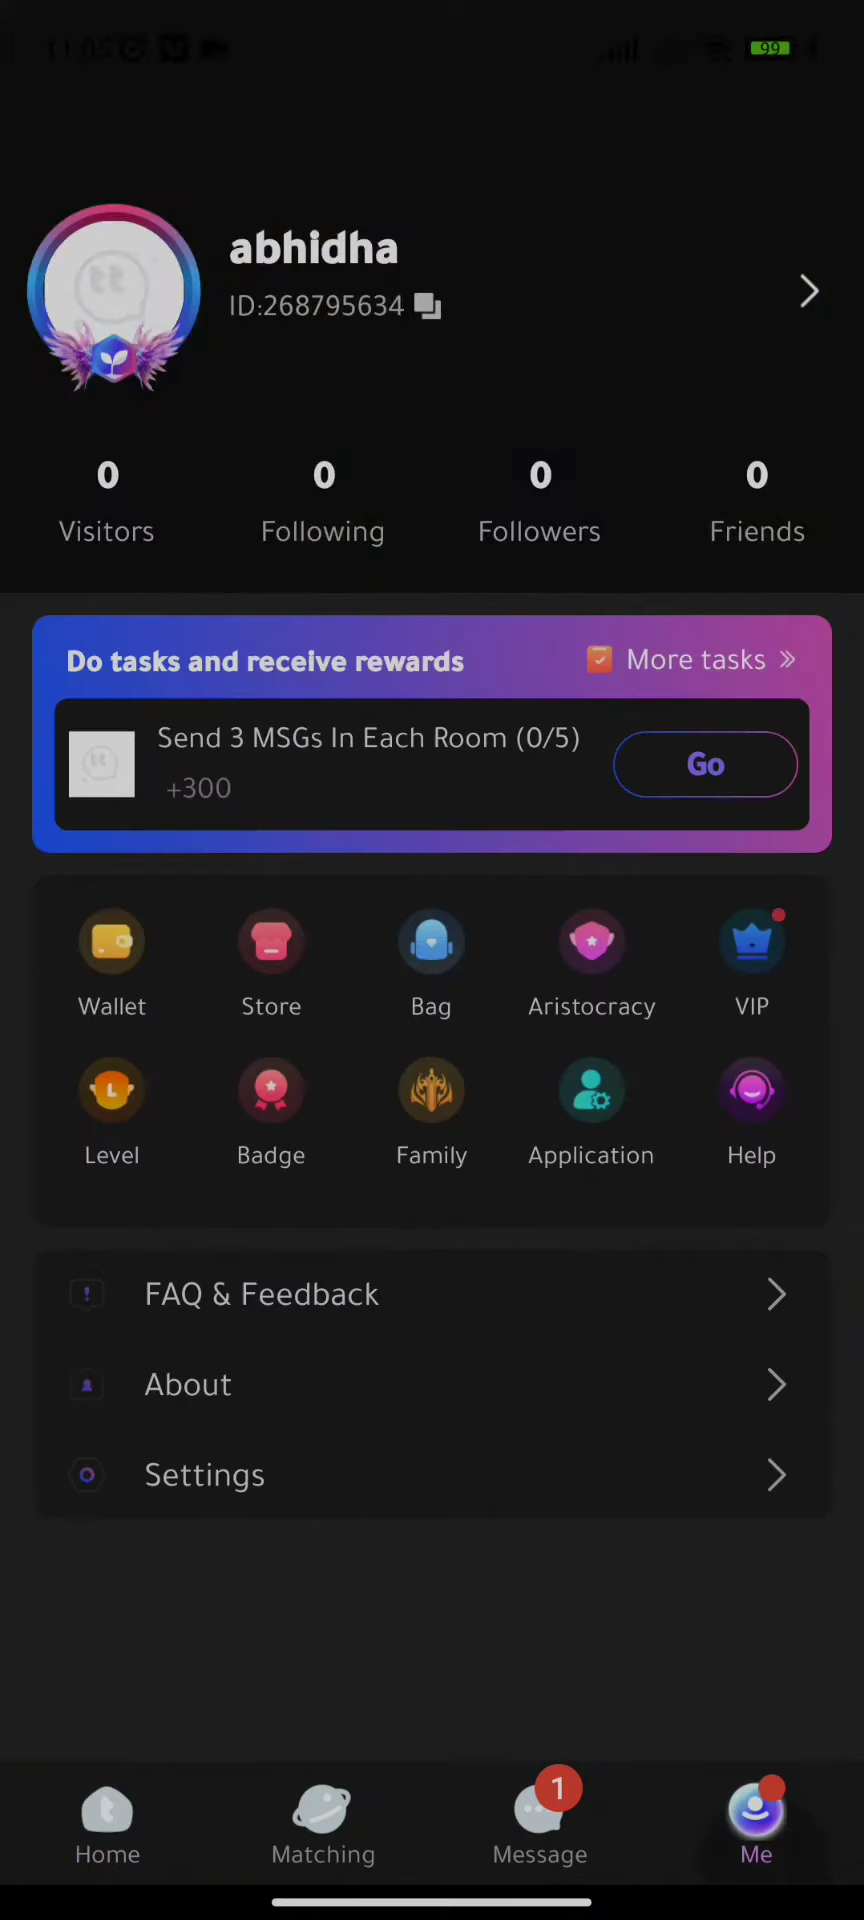 11:05
99
abhidha
ID:268795634
0 0 0 0
Visitors Following Followers Friends
Do tasks and receive rewards
More tasks
Send 3 MSGs In Each Room (0/5)
+300
Go
Wallet Store Bag Aristocracy VIP
Level Badge Family Application Help
FAQ & Feedback
About
Settings
1
Home Matching Message Me